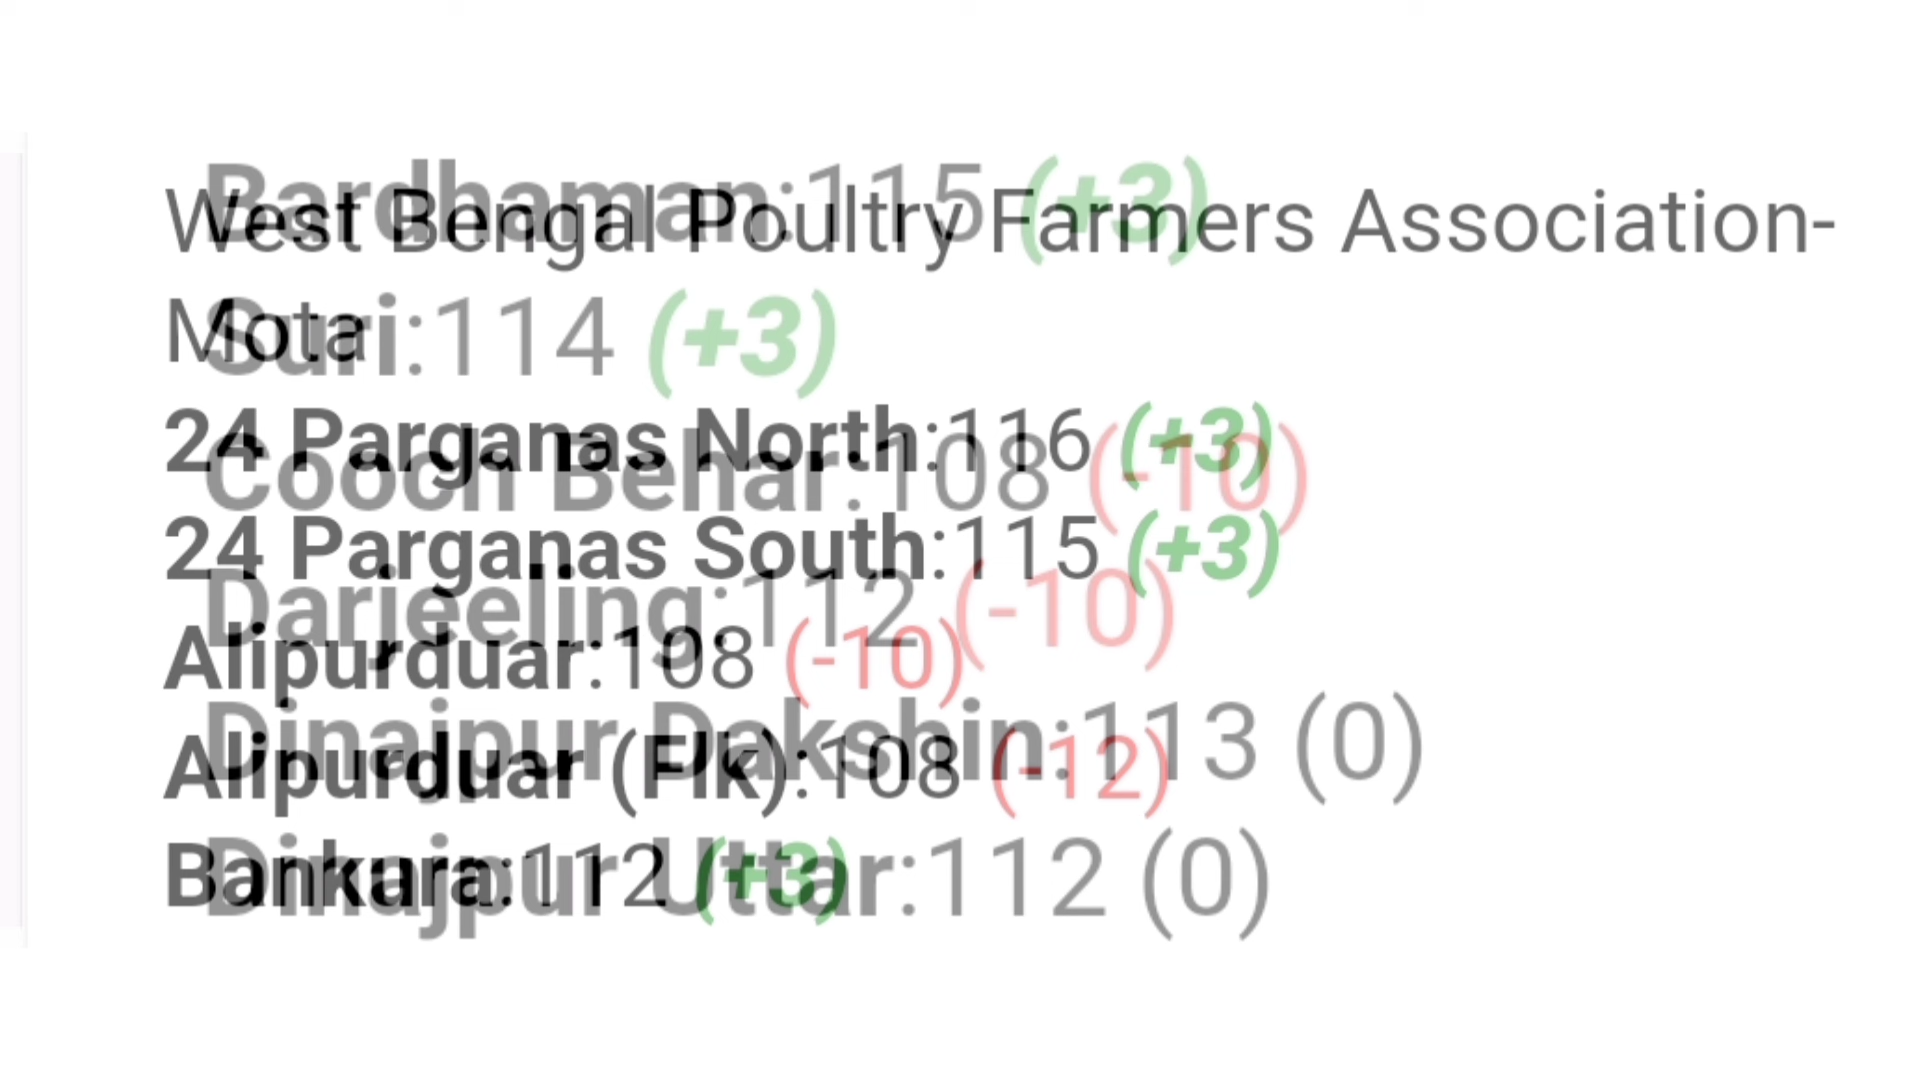 West Bengal Poultry Farmers Association-
Mota
24 Parganas North:116 (+3)
24 Parganas South:115 (+3)
Alipurduar:108 (-10)
Alipurduar (Flk):108 (-12)
Bankura:112 (+3)
Bardhaman:115 (+3)
Suri:114 (+3)
Cooch Behar:108 (-10)
Darjeeling:112 (-10)
Dinajpur Dakshin:113 (0)
Dinajpur Uttar:112 (0)